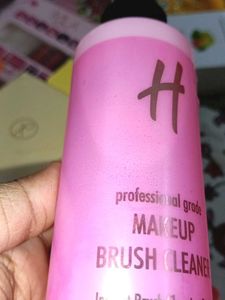 H
professional grade
MAKEUP
BRUSH CLEANER